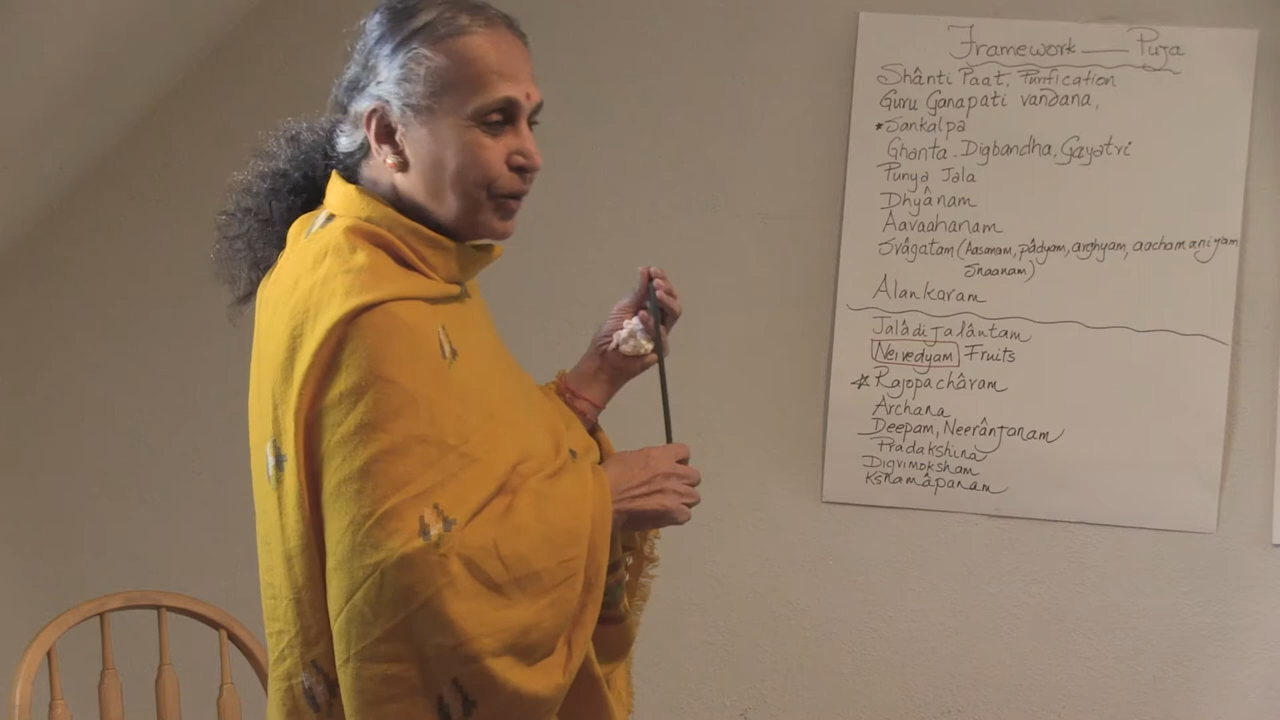 Framework — Puja
Shânti Paat, Purification
Guru Ganapati vandana,
*Sankalpa
Ghanta - Digbandha, Gayatri
Punya Jala
Dhyânam
Aavaahanam
Svâgatam (Aasanam, pâdyam, arghyam, aachamaniyam
Snaanam)
Alankaram
Jalâdi Jalântam
Neivedyam Fruits
☆ Rajopachâram
Archana
Deepam, Neerânjanam
Pradakshina
Digvimoksham
Kshamâpanam